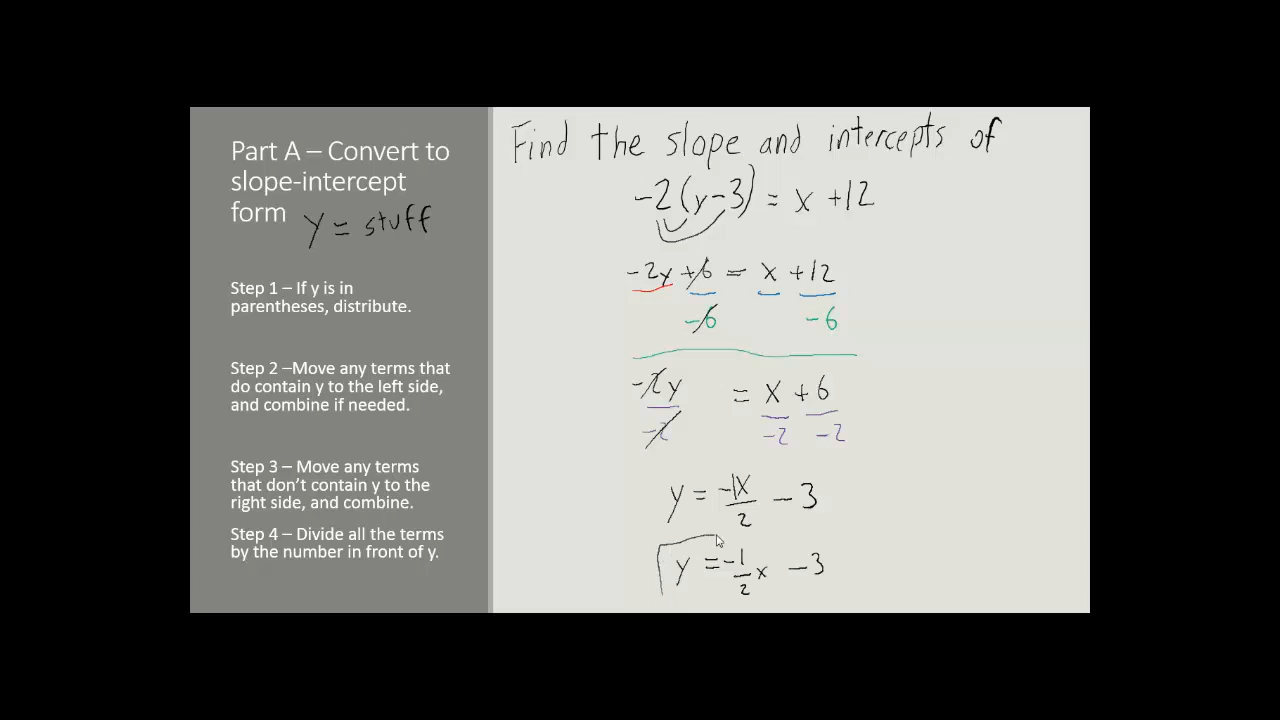 Part A – Convert to
slope-intercept
form y = stuff
Step 1 – If y is in
parentheses, distribute.
Step 2 –Move any terms that
do contain y to the left side,
and combine if needed.
Step 3 – Move any terms
that don't contain y to the
right side, and combine.
Step 4 – Divide all the terms
by the number in front of y.
Find the slope and intercepts of
-2(y-3) = x +12
-2y +6 = x +12
-6 -6
-2y = x + 6
-2 -2 -2
y = -1x/2 - 3
y = -1/2 x - 3